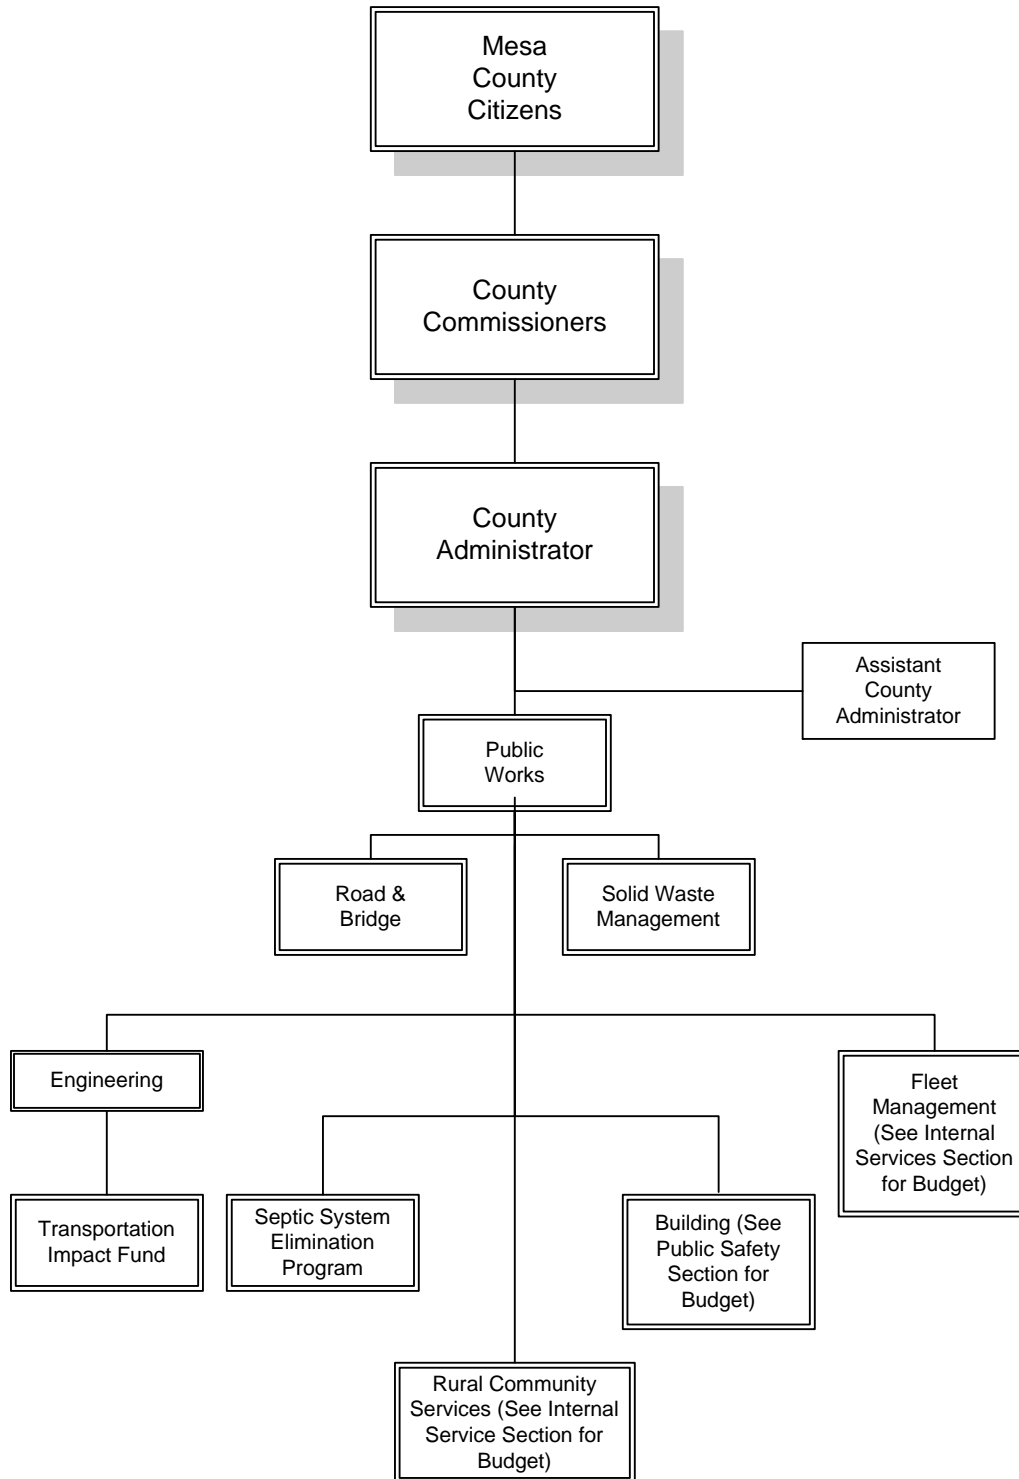 Mesa
County
Citizens
County
Commissioners
County
Administrator
Assistant
County
Administrator
Public
Works
Road &
Bridge
Solid Waste
Management
Engineering
Fleet
Management
(See Internal
Services Section
for Budget)
Transportation
Impact Fund
Septic System
Elimination
Program
Building (See
Public Safety
Section for
Budget)
Rural Community
Services (See Internal
Service Section for
Budget)